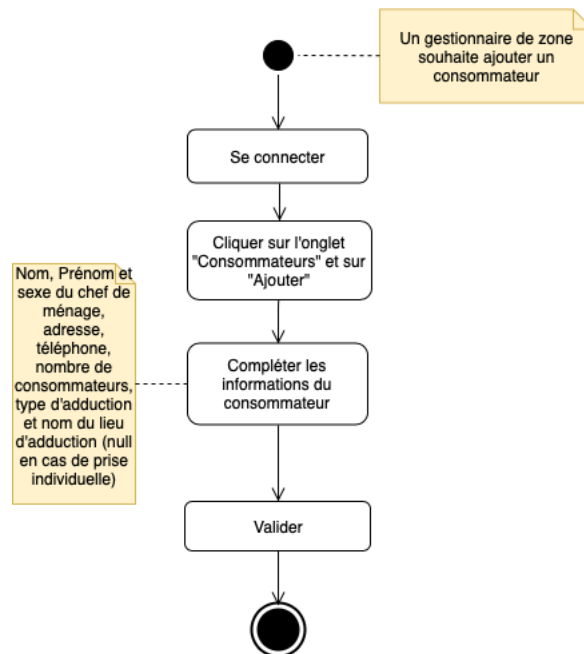 Un gestionnaire de zone
souhaite ajouter un
consommateur
Se connecter
Cliquer sur l'onglet
"Consommateurs" et sur
"Ajouter"
Nom, Prénom et
sexe du chef de
ménage,
adresse,
téléphone,
nombre de
consommateurs,
type d'adduction
et nom du lieu
d'adduction (null
en cas de prise
individuelle)
Compléter les
informations du
consommateur
Valider